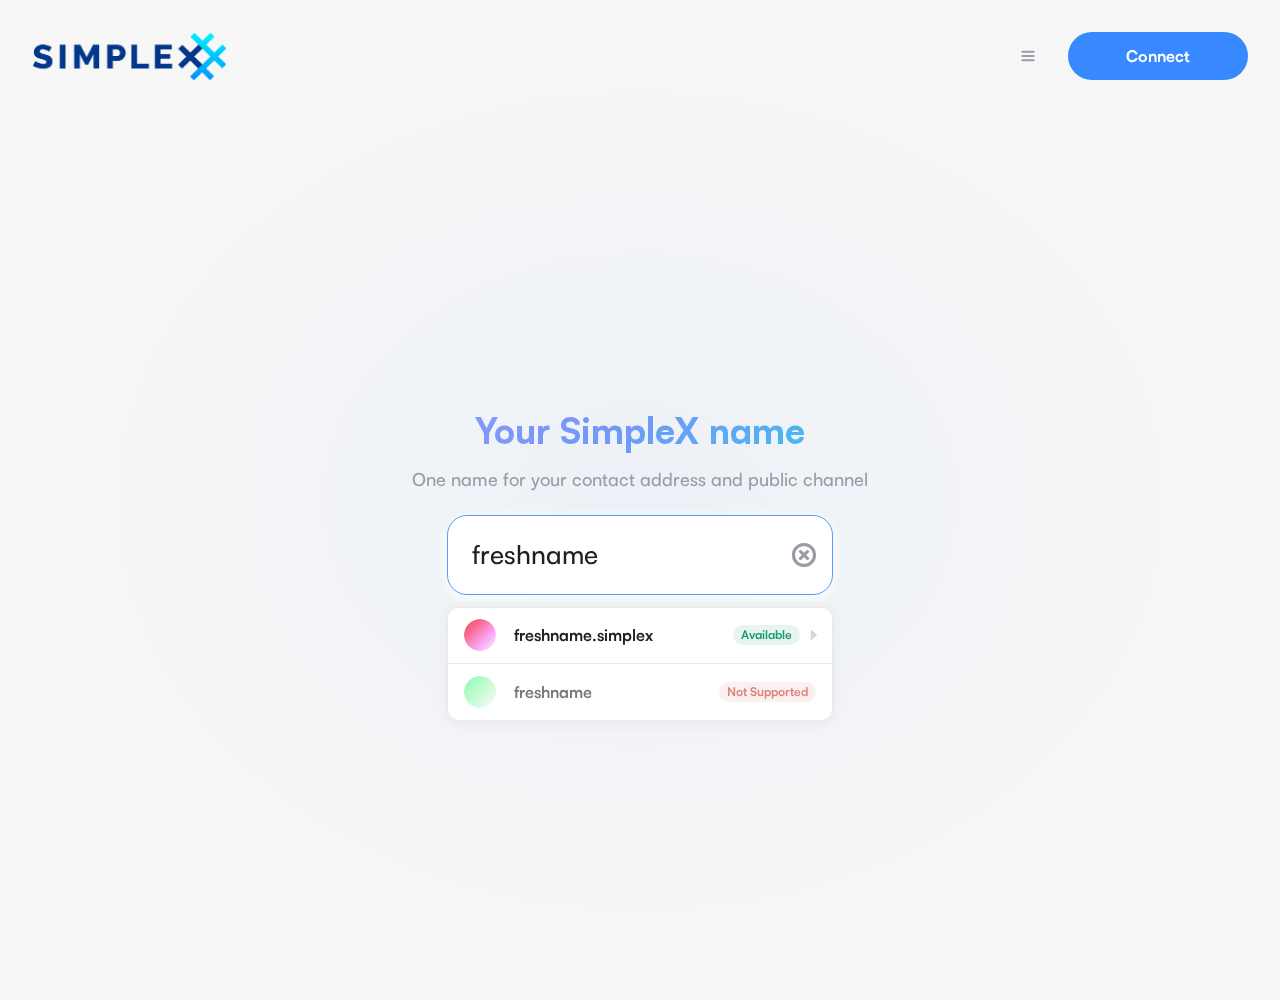 SIMPLEX
Connect
Your SimpleX name
One name for your contact address and public channel
freshname
freshname.simplex
Available
freshname
Not Supported